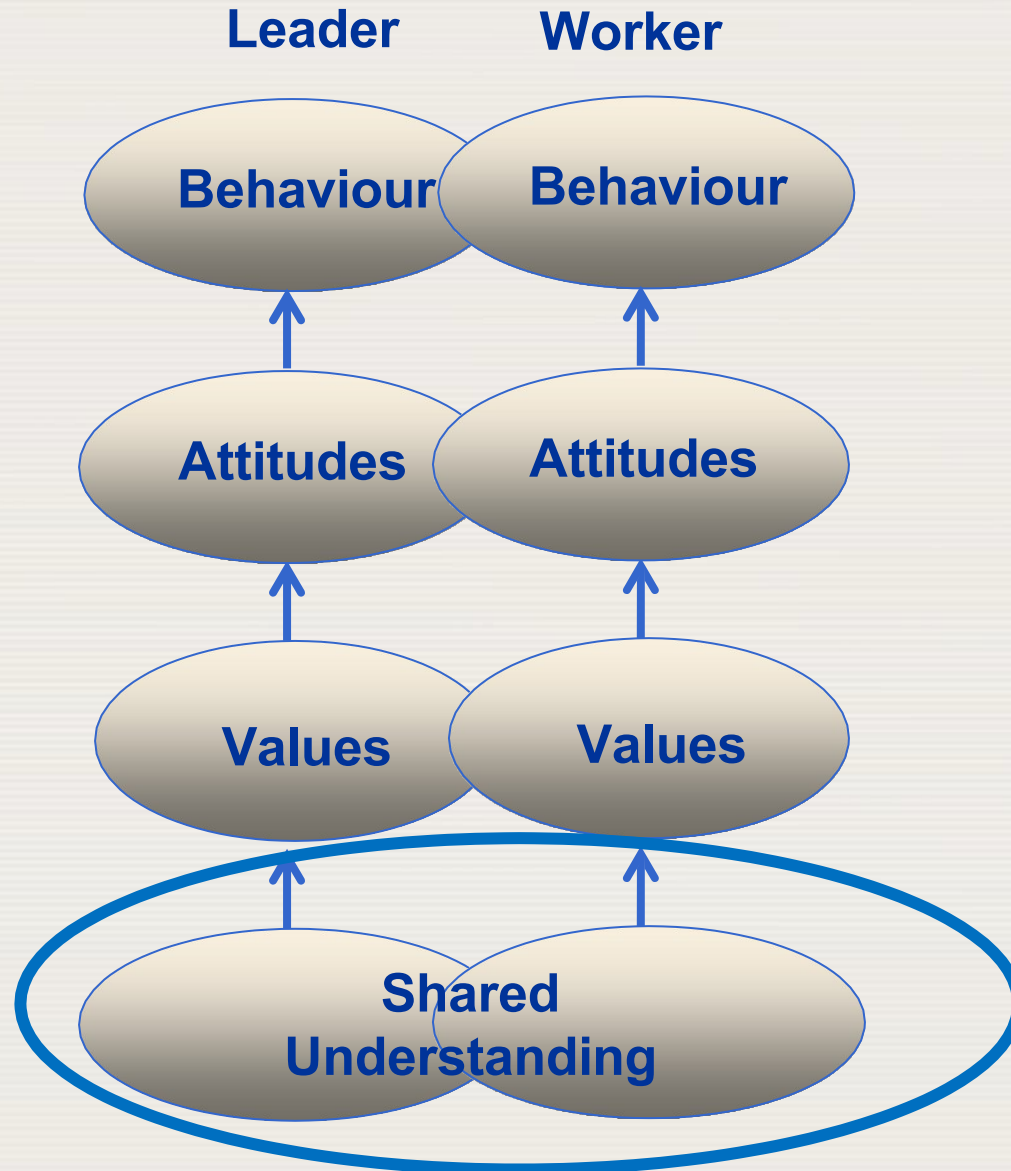 Leader Worker
Behaviour Behaviour
Attitudes Attitudes
Values Values
Shared
Understanding